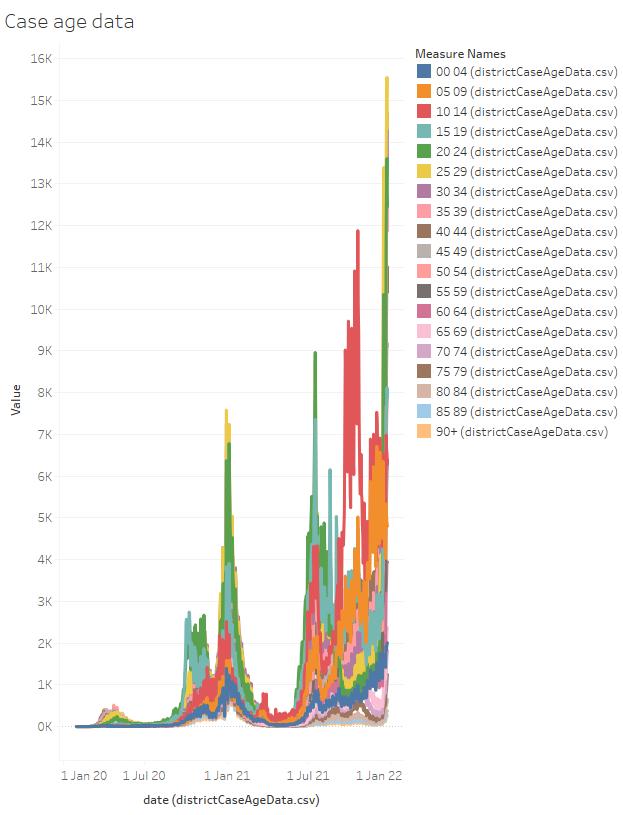 Case age data
16K
15K
14K
13K
12K
11K
10K
9K
8K
7K
6K
5K
4K
3K
2K
1K
0K
Value
1 Jan 20 1 Jul 20 1 Jan 21 1 Jul 21 1 Jan 22
date (districtCaseAgeData.csv)
Measure Names
00 04 (districtCaseAgeData.csv)
05 09 (districtCaseAgeData.csv)
10 14 (districtCaseAgeData.csv)
15 19 (districtCaseAgeData.csv)
20 24 (districtCaseAgeData.csv)
25 29 (districtCaseAgeData.csv)
30 34 (districtCaseAgeData.csv)
35 39 (districtCaseAgeData.csv)
40 44 (districtCaseAgeData.csv)
45 49 (districtCaseAgeData.csv)
50 54 (districtCaseAgeData.csv)
55 59 (districtCaseAgeData.csv)
60 64 (districtCaseAgeData.csv)
65 69 (districtCaseAgeData.csv)
70 74 (districtCaseAgeData.csv)
75 79 (districtCaseAgeData.csv)
80 84 (districtCaseAgeData.csv)
85 89 (districtCaseAgeData.csv)
90+ (districtCaseAgeData.csv)